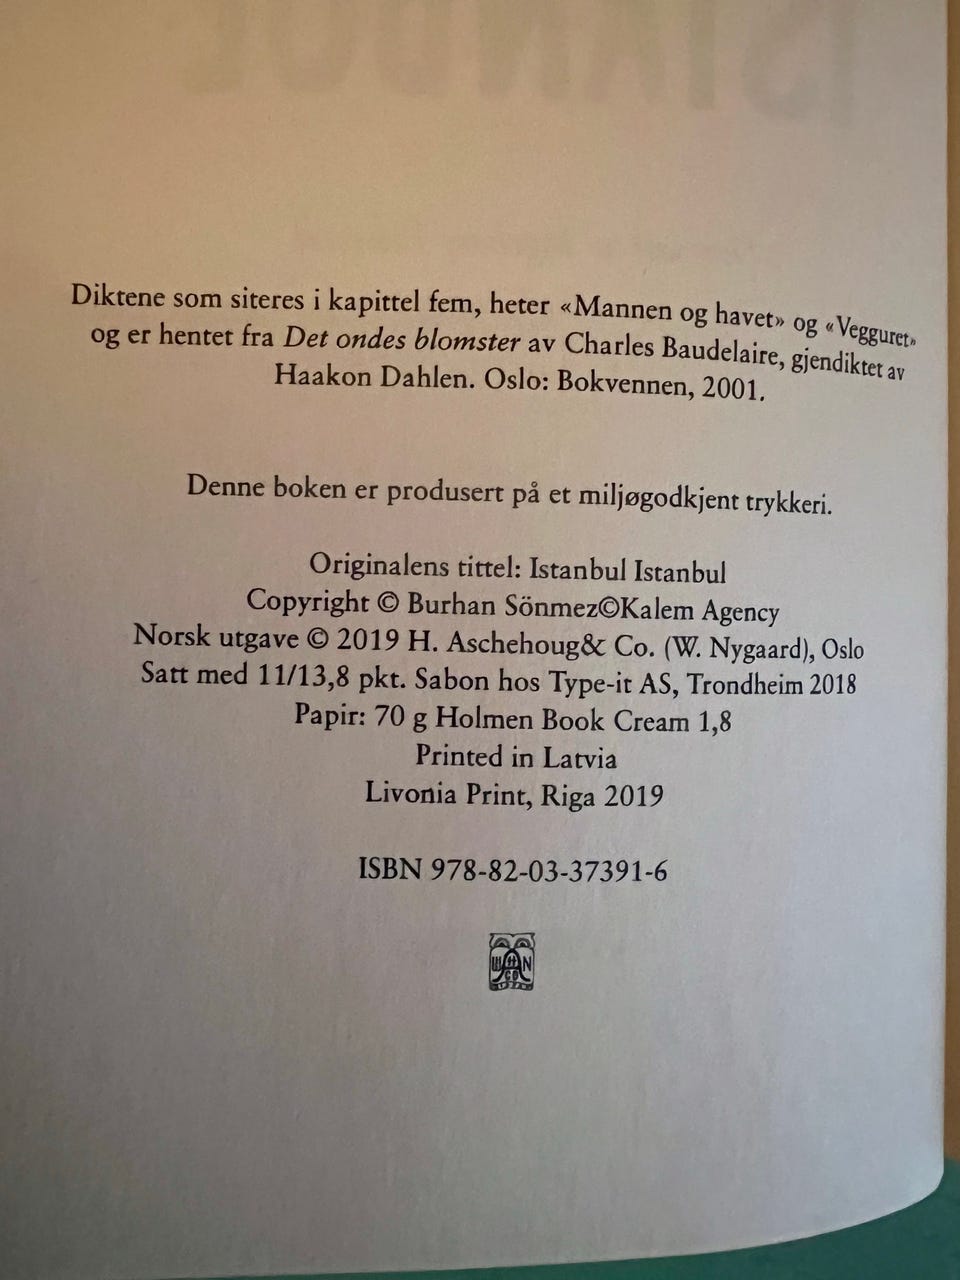 Diktene som siteres i kapittel fem, heter «Mannen og havet» og «Vegguret»
og er hentet fra Det ondes blomster av Charles Baudelaire, gjendiktet av
Haakon Dahlen. Oslo: Bokvennen, 2001.
Denne boken er produsert på et miljøgodkjent trykkeri.
Originalens tittel: Istanbul Istanbul
Copyright © Burhan Sönmez©Kalem Agency
Norsk utgave © 2019 H. Aschehoug& Co. (W. Nygaard), Oslo
Satt med 11/13,8 pkt. Sabon hos Type-it AS, Trondheim 2018
Papir: 70 g Holmen Book Cream 1,8
Printed in Latvia
Livonia Print, Riga 2019
ISBN 978-82-03-37391-6